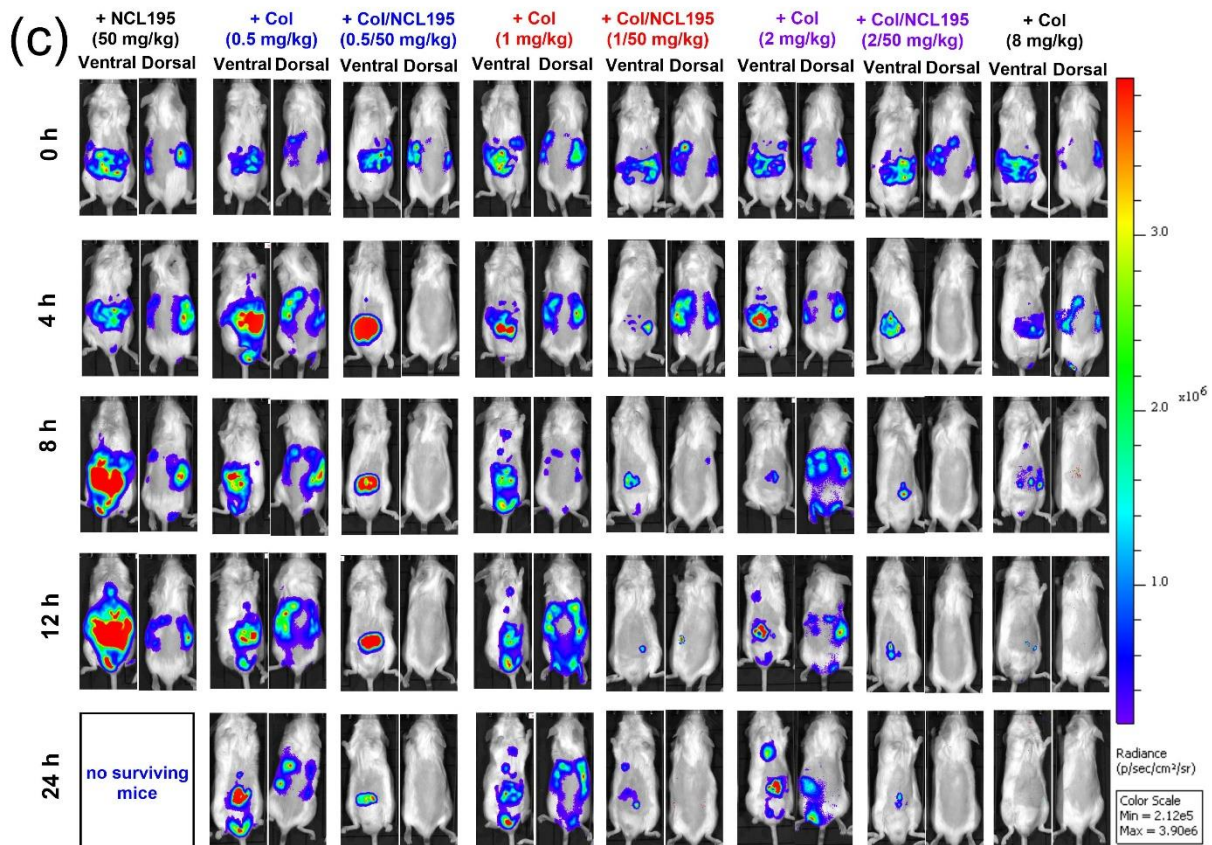 (c)
+ NCL195
(50 mg/kg)
+ Col
(0.5 mg/kg)
+ Col/NCL195
(0.5/50 mg/kg)
+ Col
(1 mg/kg)
+ Col/NCL195
(1/50 mg/kg)
+ Col
(2 mg/kg)
+ Col/NCL195
(2/50 mg/kg)
+ Col
(8 mg/kg)
Ventral Dorsal Ventral Dorsal Ventral Dorsal Ventral Dorsal Ventral Dorsal Ventral Dorsal Ventral Dorsal Ventral Dorsal
0 h
4 h
8 h
12 h
24 h
no surviving
mice
3.0
2.0
x10⁶
1.0
Radiance
(p/sec/cm²/sr)
Color Scale
Min = 2.12e5
Max = 3.90e6